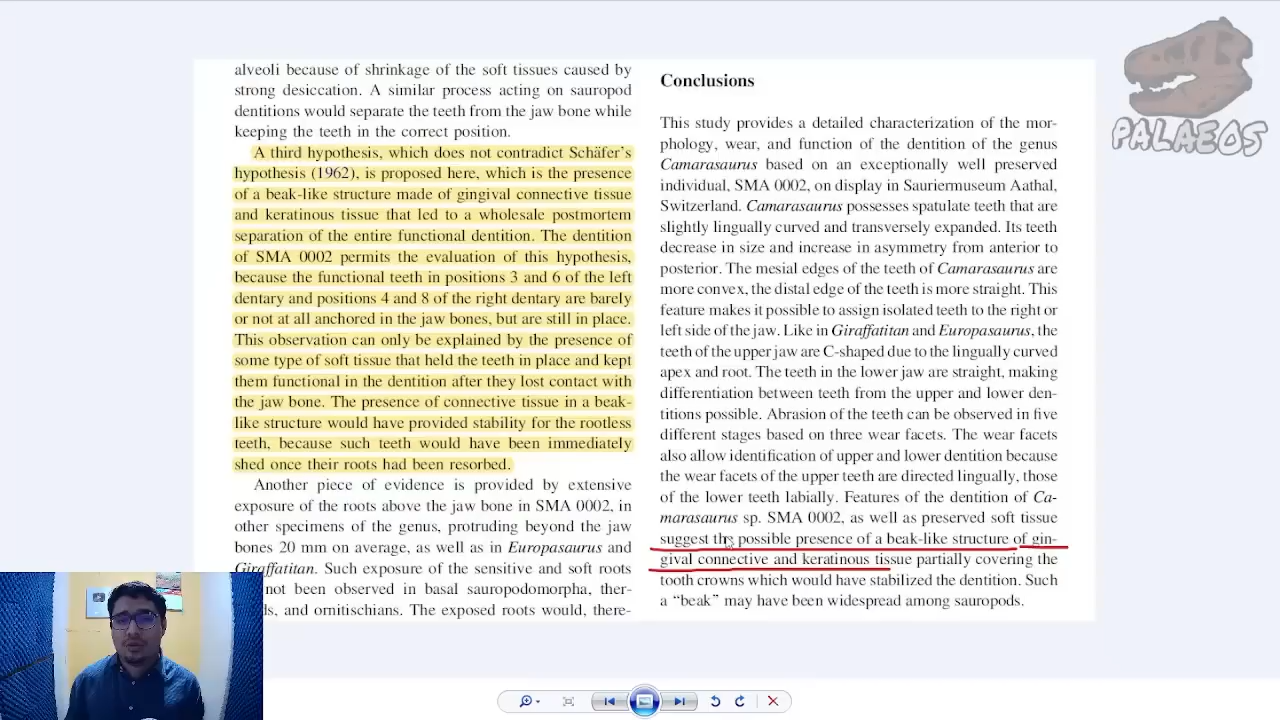 alveoli because of shrinkage of the soft tissues caused by
strong desiccation. A similar process acting on sauropod
dentitions would separate the teeth from the jaw bone while
keeping the teeth in the correct position.
A third hypothesis, which does not contradict Schäfer's
hypothesis (1962), is proposed here, which is the presence
of a beak-like structure made of gingival connective tissue
and keratinous tissue that led to a wholesale postmortem
separation of the entire functional dentition. The dentition
of SMA 0002 permits the evaluation of this hypothesis,
because the functional teeth in positions 3 and 6 of the left
dentary and positions 4 and 8 of the right dentary are barely
or not at all anchored in the jaw bones, but are still in place.
This observation can only be explained by the presence of
some type of soft tissue that held the teeth in place and kept
them functional in the dentition after they lost contact with
the jaw bone. The presence of connective tissue in a beak-
like structure would have provided stability for the rootless
teeth, because such teeth would have been immediately
shed once their roots had been resorbed.
Another piece of evidence is provided by extensive
exposure of the roots above the jaw bone in SMA 0002, in
other specimens of the genus, protruding beyond the jaw
bones 20 mm on average, as well as in Europasaurus and
Giraffatitan. Such exposure of the sensitive and soft roots
not been observed in basal sauropodomorpha, ther-
ds, and ornitischians. The exposed roots would, there-
Conclusions
This study provides a detailed characterization of the mor-
phology, wear, and function of the dentition of the genus
Camarasaurus based on an exceptionally well preserved
individual, SMA 0002, on display in Sauriermuseum Aathal,
Switzerland. Camarasaurus possesses spatulate teeth that are
slightly lingually curved and transversely expanded. Its teeth
decrease in size and increase in asymmetry from anterior to
posterior. The mesial edges of the teeth of Camarasaurus are
more convex, the distal edge of the teeth is more straight. This
feature makes it possible to assign isolated teeth to the right or
left side of the jaw. Like in Giraffatitan and Europasaurus, the
teeth of the upper jaw are C-shaped due to the lingually curved
apex and root. The teeth in the lower jaw are straight, making
differentiation between teeth from the upper and lower den-
titions possible. Abrasion of the teeth can be observed in five
different stages based on three wear facets. The wear facets
also allow identification of upper and lower dentition because
the wear facets of the upper teeth are directed lingually, those
of the lower teeth labially. Features of the dentition of Ca-
marasaurus sp. SMA 0002, as well as preserved soft tissue
suggest the possible presence of a beak-like structure of gin-
gival connective and keratinous tissue partially covering the
tooth crowns which would have stabilized the dentition. Such
a “beak” may have been widespread among sauropods.
PALAEOS